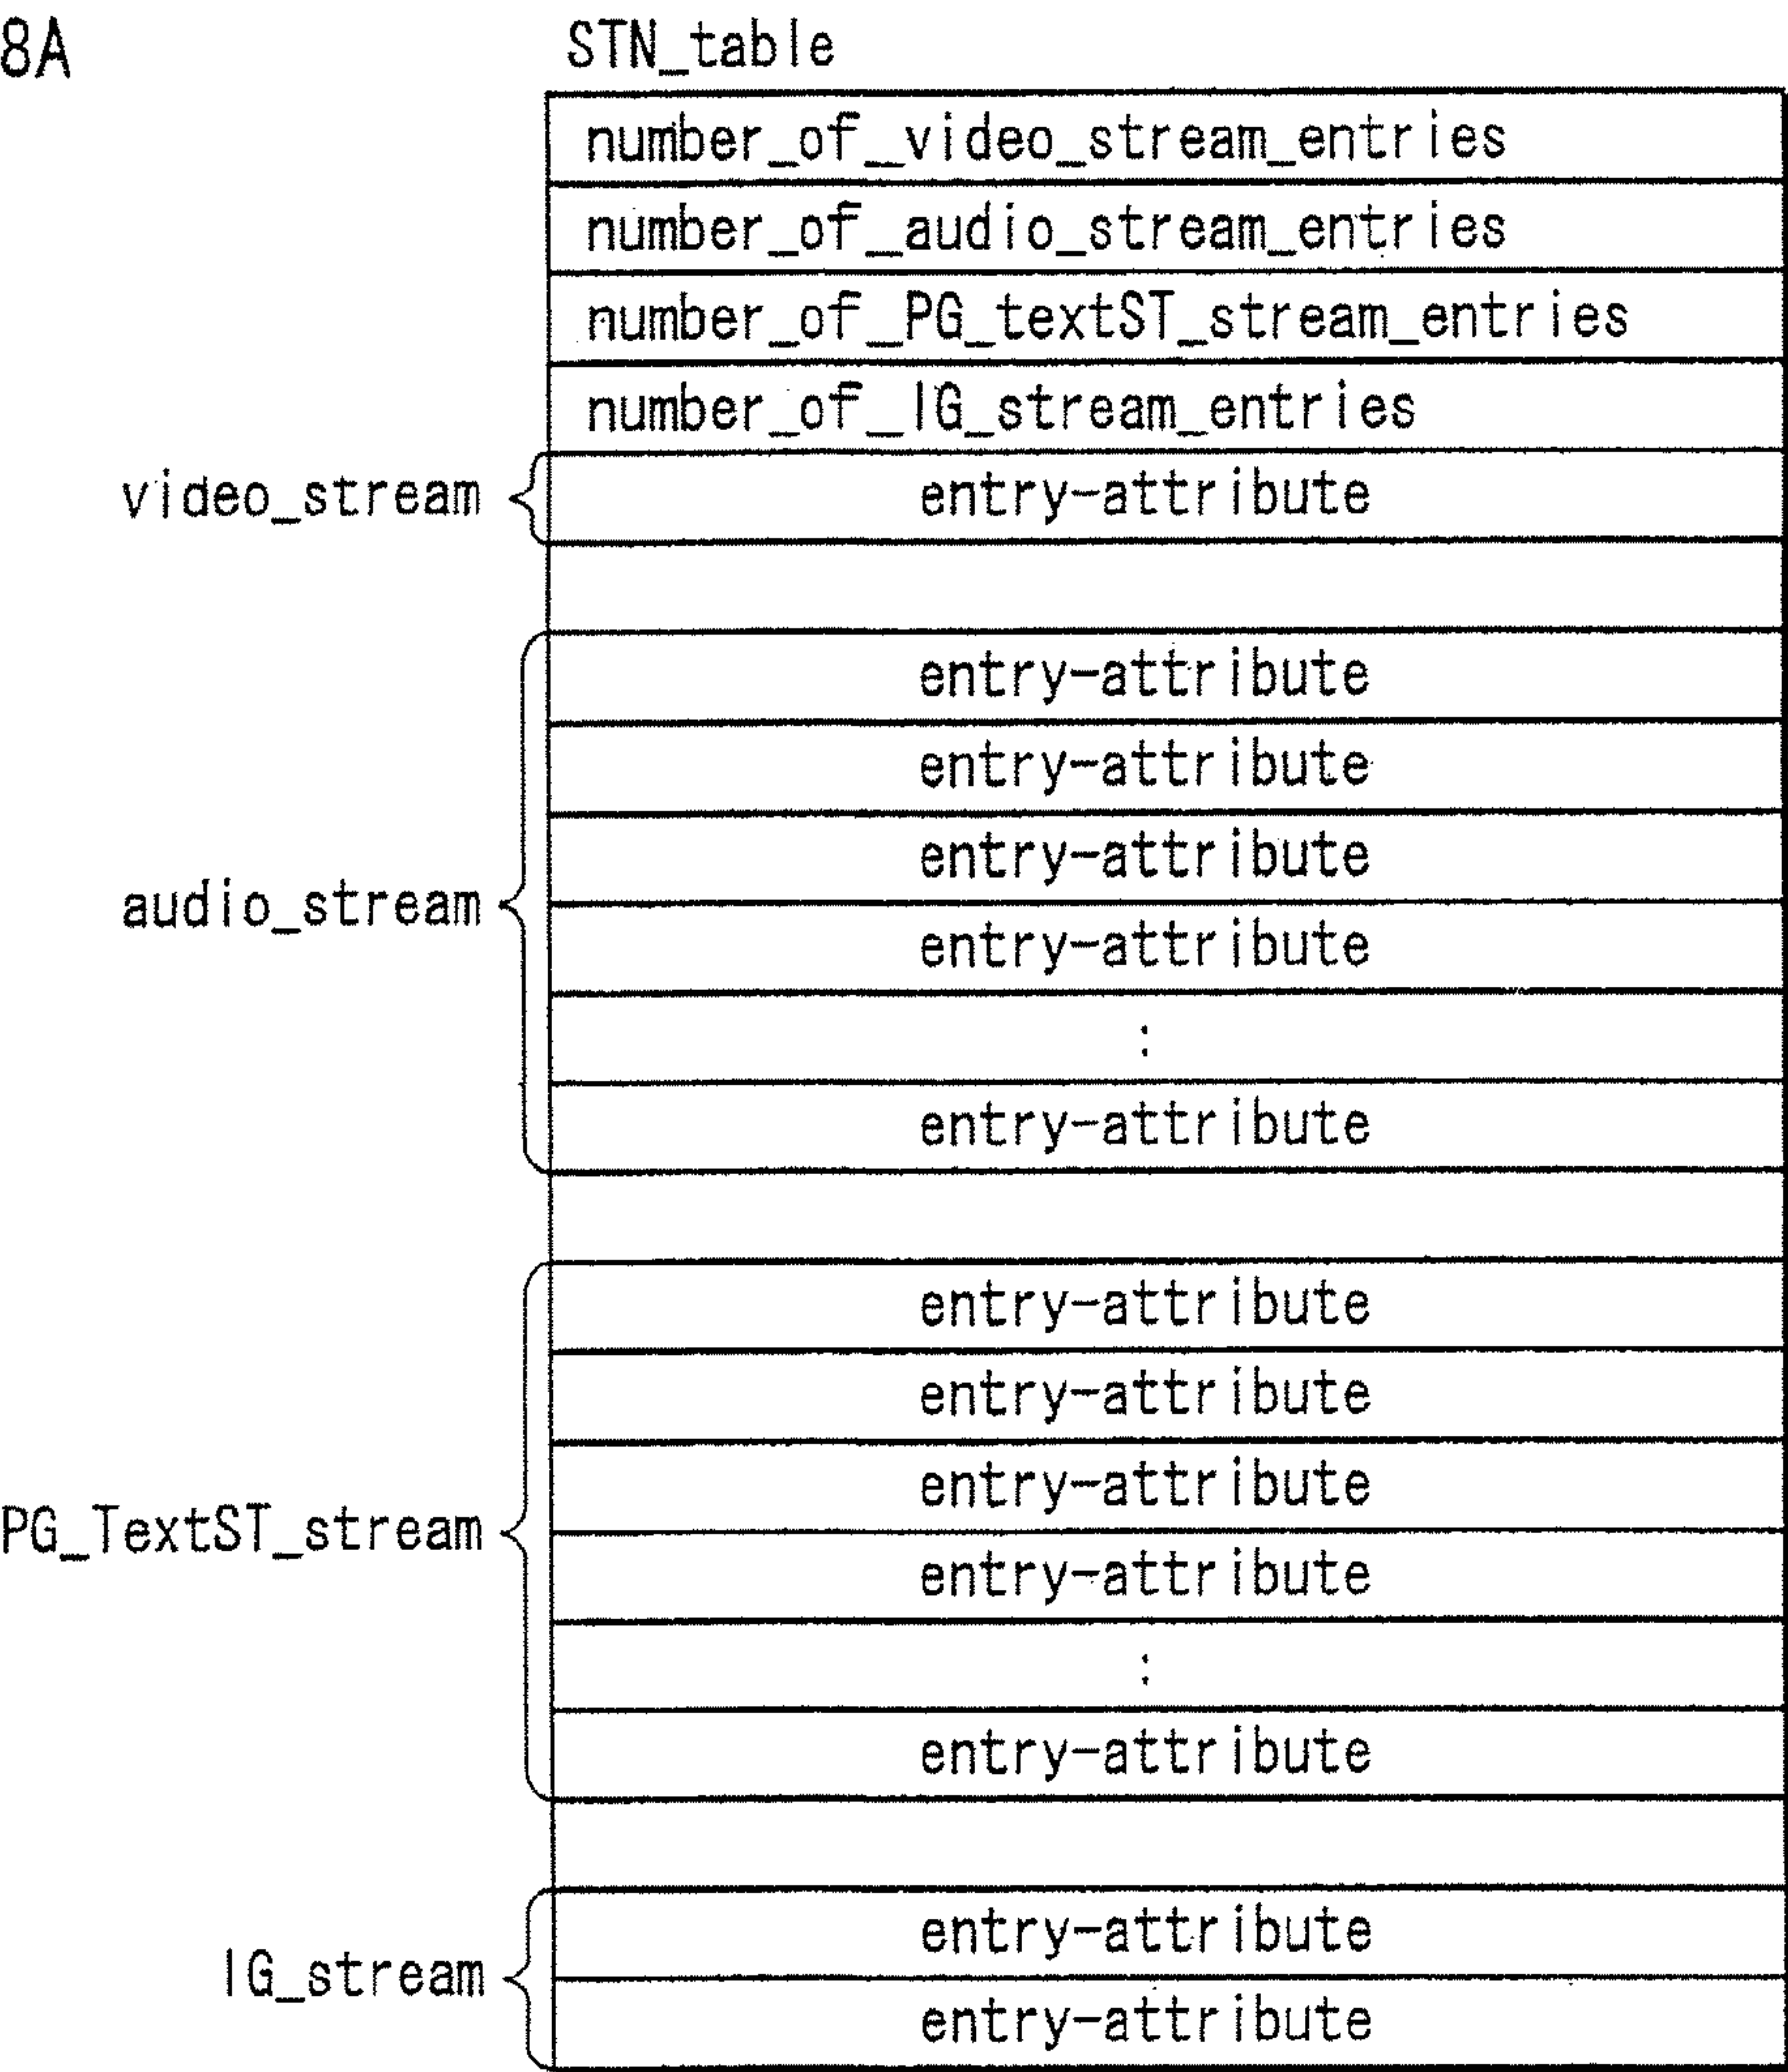 8A
STN_table
number_of_video_stream_entries
number_of_audio_stream_entries
number_of_PG_textST_stream_entries
number_of_IG_stream_entries
video_stream
entry-attribute
entry-attribute
entry-attribute
entry-attribute
audio_stream
entry-attribute
:
entry-attribute
entry-attribute
entry-attribute
entry-attribute
PG_TextST_stream
entry-attribute
:
entry-attribute
entry-attribute
IG_stream
entry-attribute